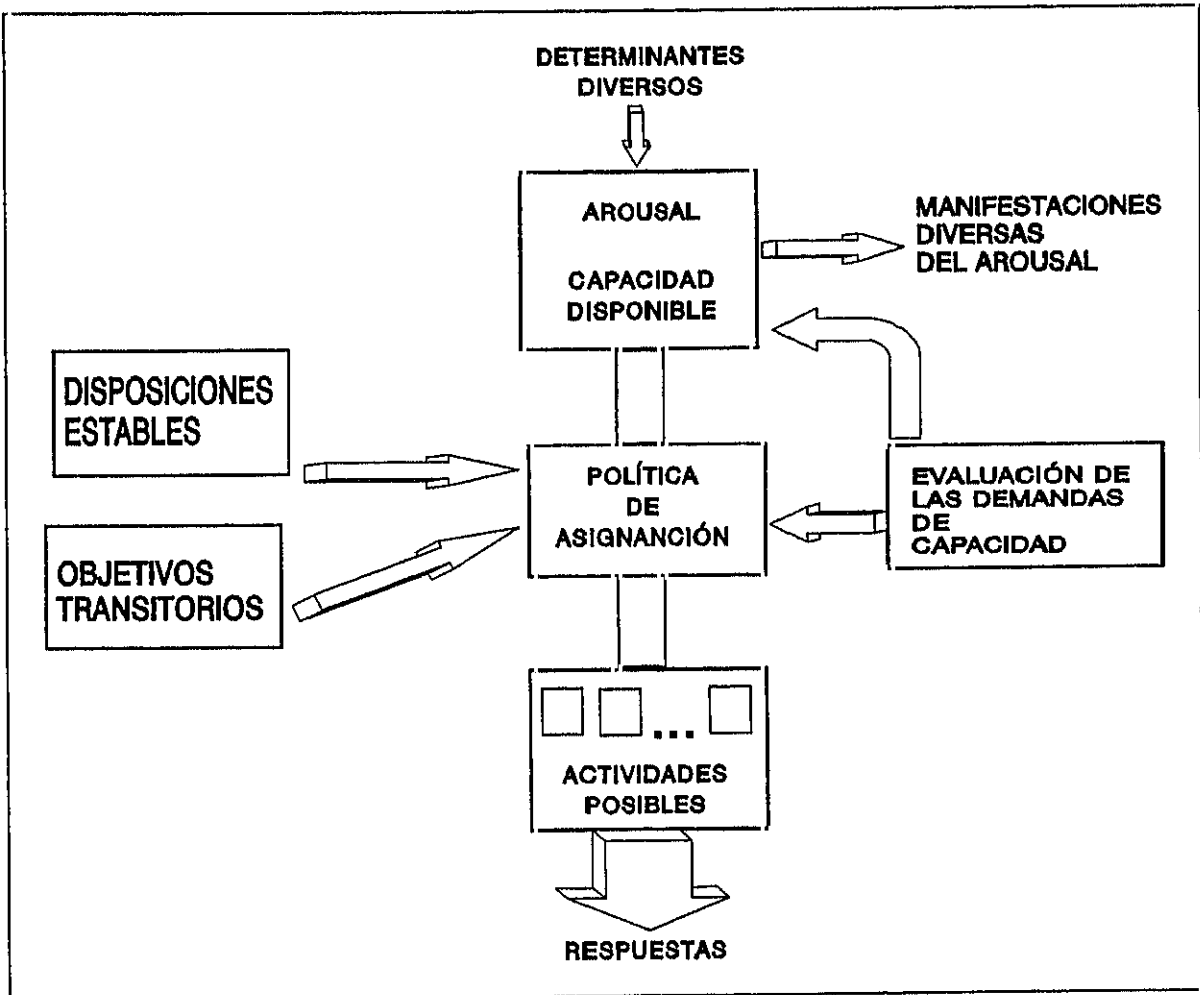 DETERMINANTES
DIVERSOS
AROUSAL
CAPACIDAD
DISPONIBLE
MANIFESTACIONES
DIVERSAS
DEL AROUSAL
DISPOSICIONES
ESTABLES
OBJETIVOS
TRANSITORIOS
POLÍTICA
DE
ASIGNANCIÓN
EVALUACIÓN DE
LAS DEMANDAS
DE
CAPACIDAD
...
ACTIVIDADES
POSIBLES
RESPUESTAS